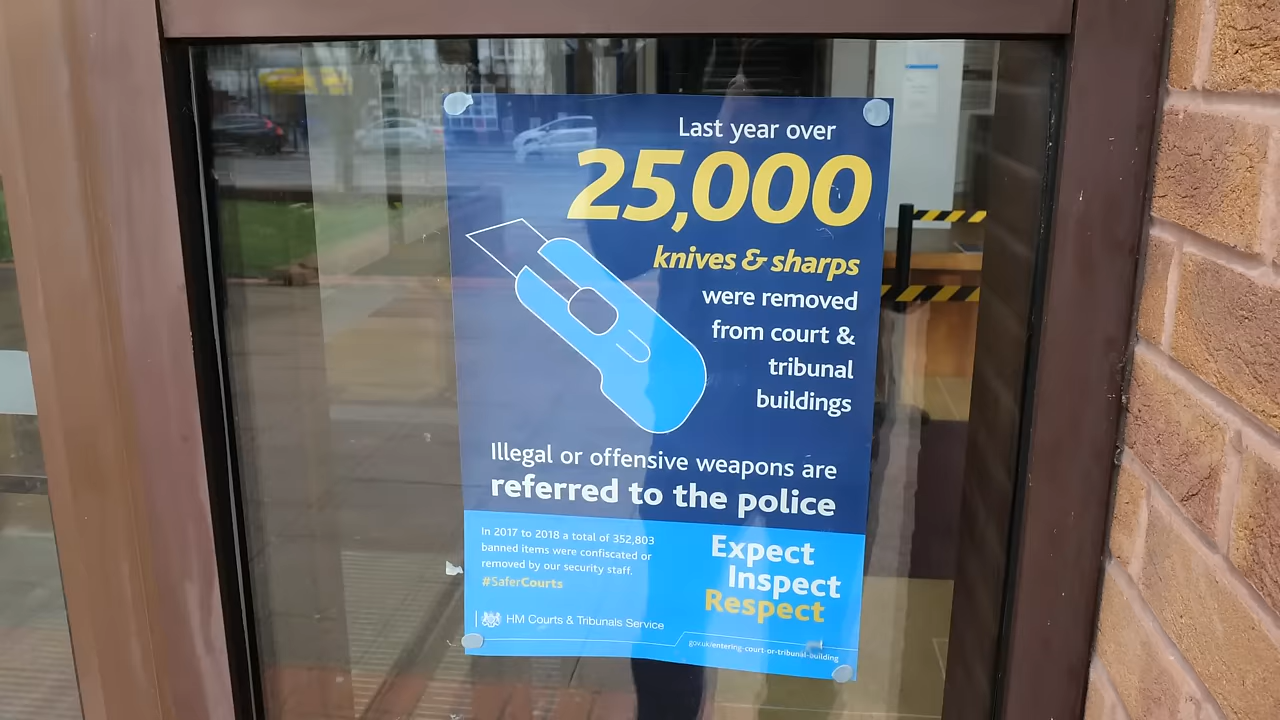 Last year over
25,000
knives & sharps
were removed
from court &
tribunal
buildings
Illegal or offensive weapons are
referred to the police
In 2017 to 2018 a total of 352,803
banned items were confiscated or
removed by our security staff.
#SaferCourts
HM Courts & Tribunals Service
Expect
Inspect
Respect
gov.uk/entering-court-or-tribunal-building